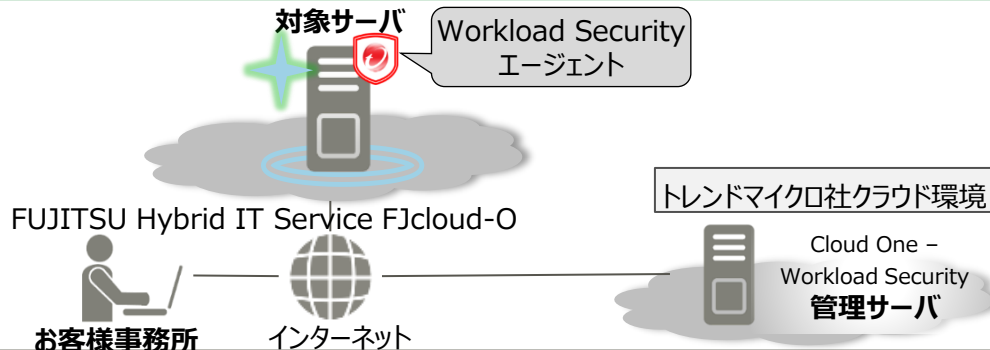 対象サーバ
Workload Security
エージェント
FUJITSU Hybrid IT Service FJcloud-O
トレンドマイクロ社クラウド環境
Cloud One –
Workload Security
管理サーバ
お客様事務所
インターネット